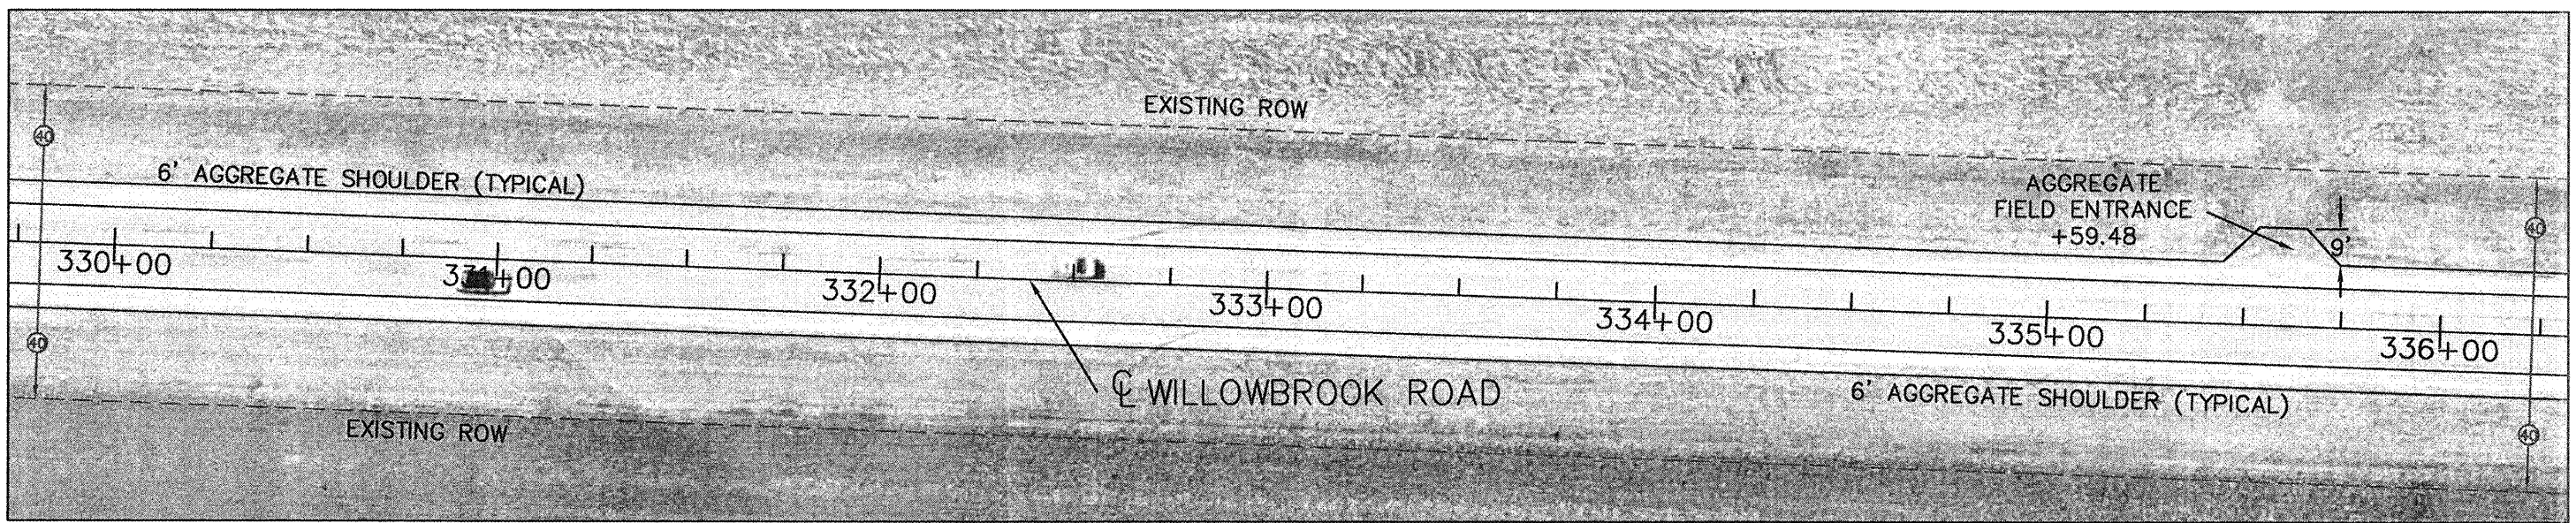 EXISTING ROW
40
40
6' AGGREGATE SHOULDER (TYPICAL)
AGGREGATE
FIELD ENTRANCE
+59.48
9'
330+00
331+00
332+00
333+00
334+00
335+00
336+00
40
40
℄ WILLOWBROOK ROAD
6' AGGREGATE SHOULDER (TYPICAL)
EXISTING ROW